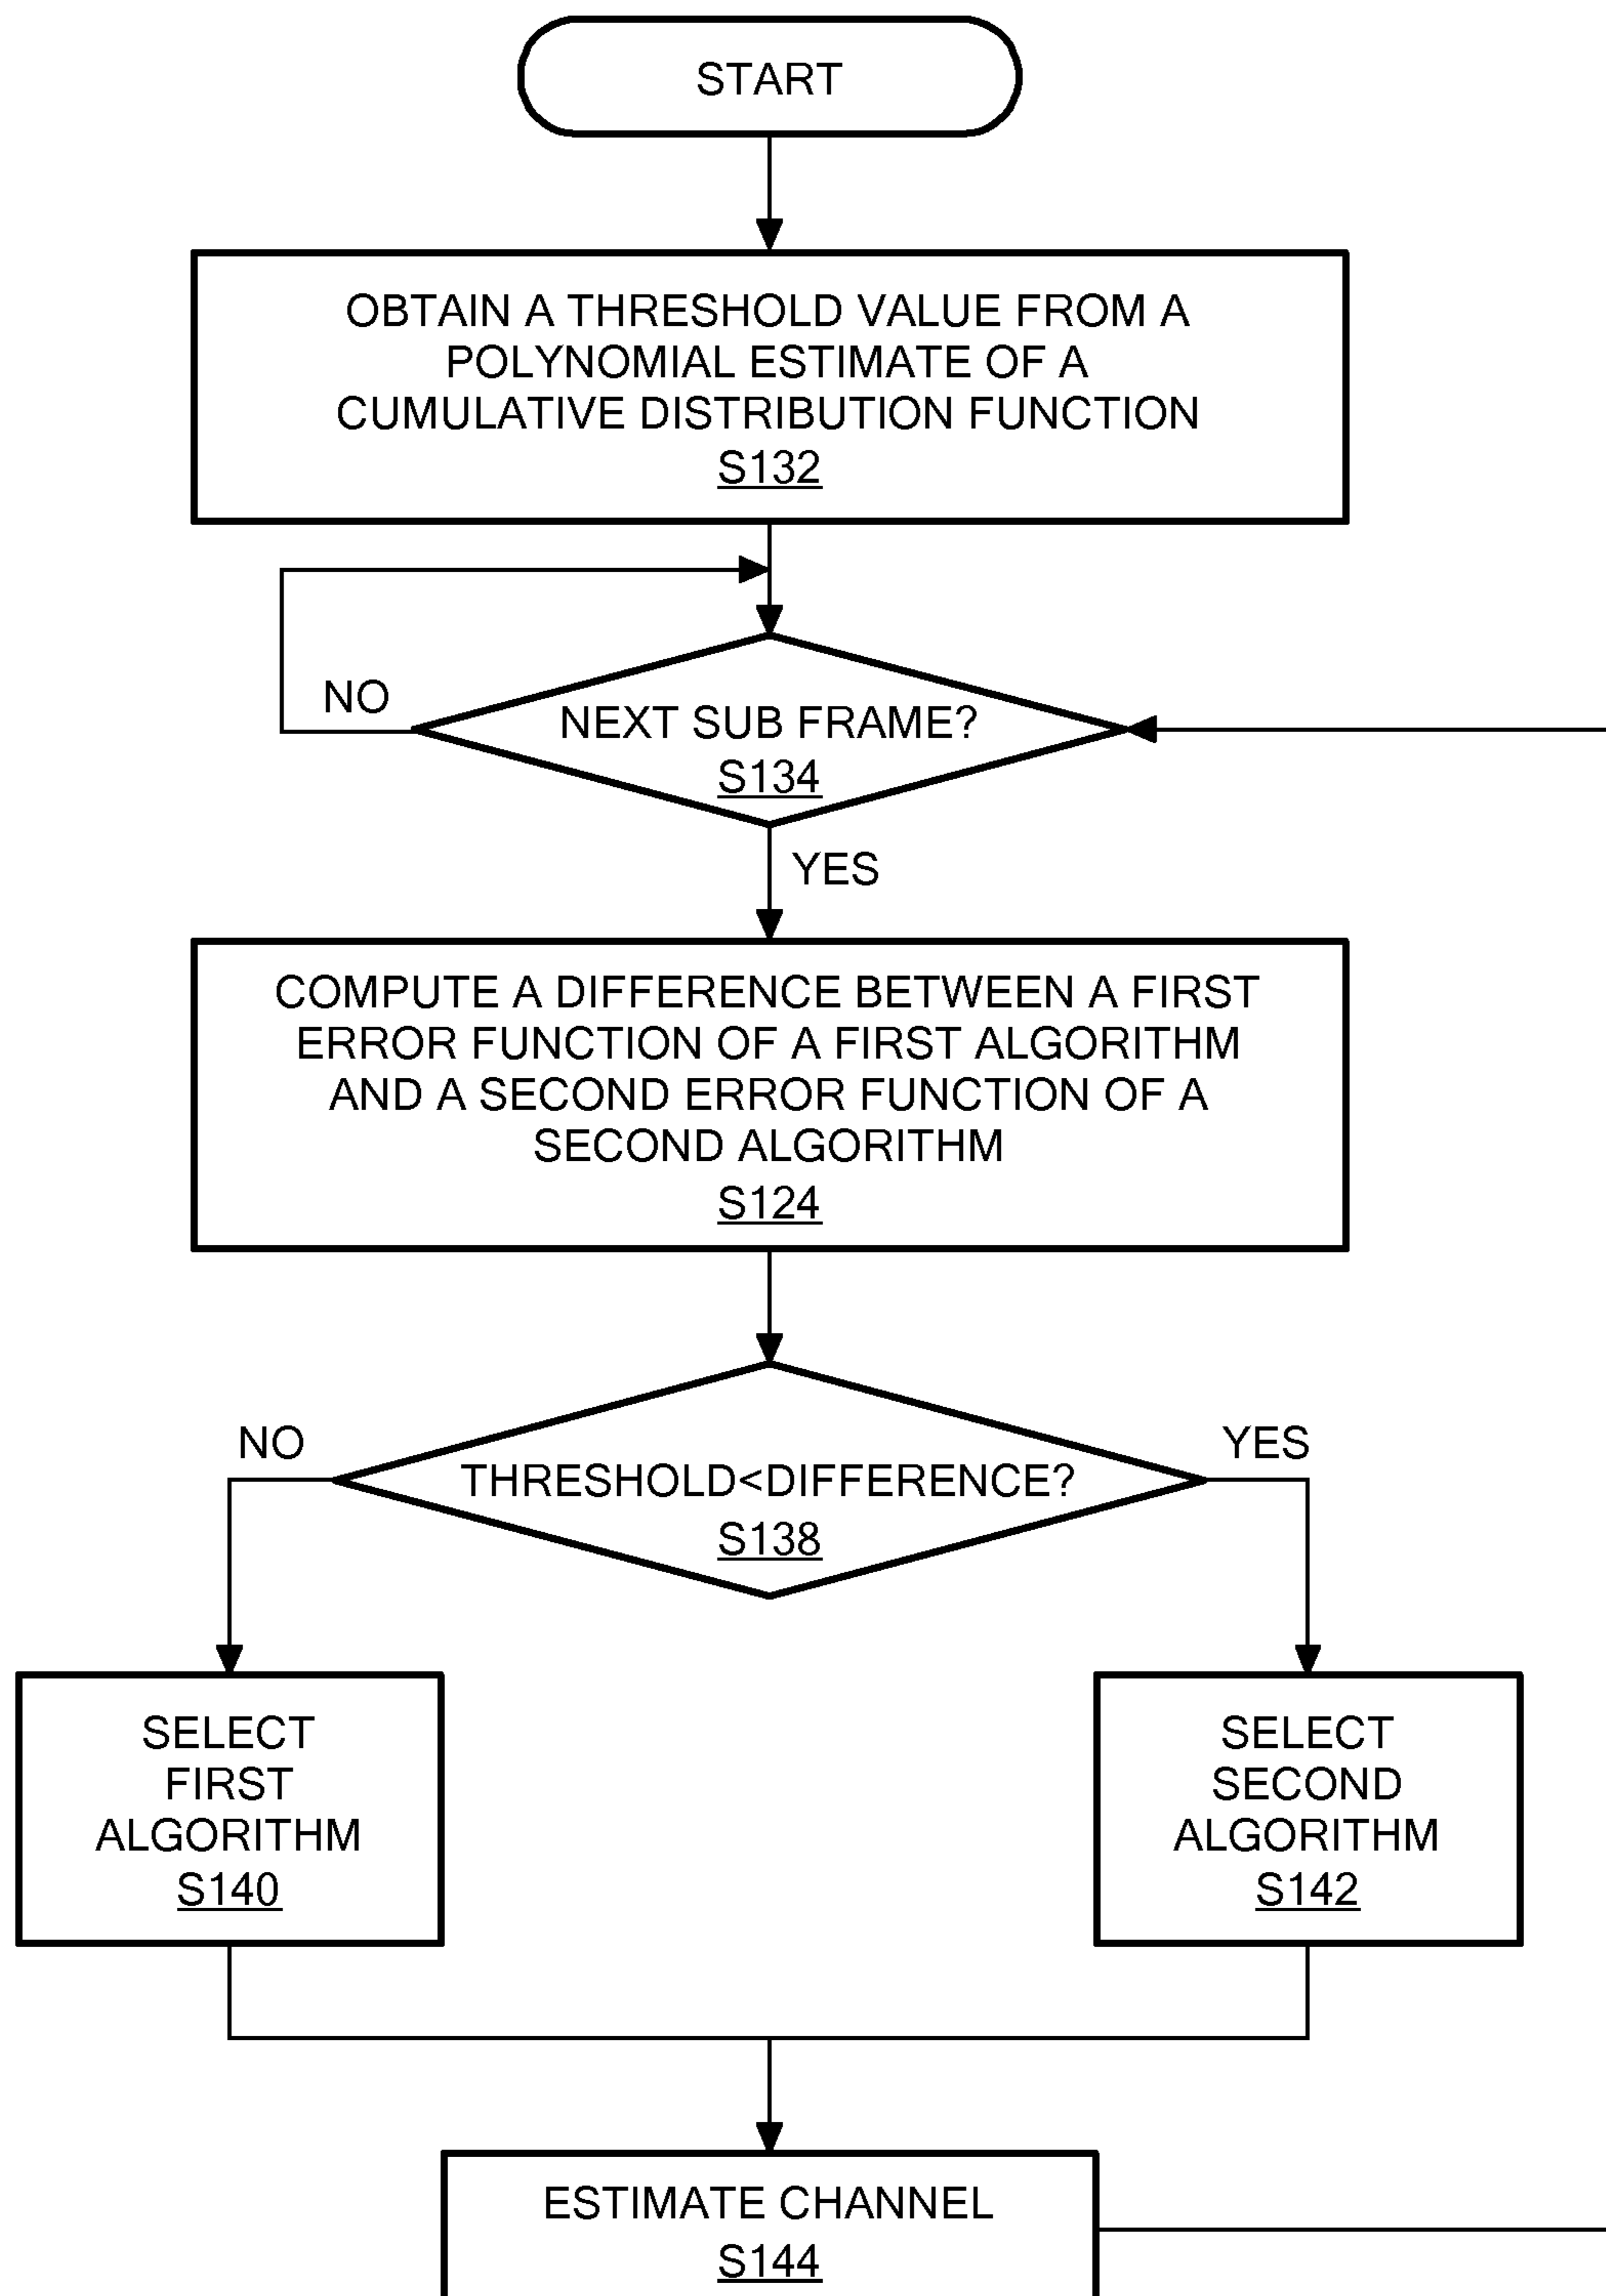 START
OBTAIN A THRESHOLD VALUE FROM A
POLYNOMIAL ESTIMATE OF A
CUMULATIVE DISTRIBUTION FUNCTION
S132
NO
NEXT SUB FRAME?
S134
YES
COMPUTE A DIFFERENCE BETWEEN A FIRST
ERROR FUNCTION OF A FIRST ALGORITHM
AND A SECOND ERROR FUNCTION OF A
SECOND ALGORITHM
S124
NO
YES
THRESHOLD<DIFFERENCE?
S138
SELECT
FIRST
ALGORITHM
S140
SELECT
SECOND
ALGORITHM
S142
ESTIMATE CHANNEL
S144